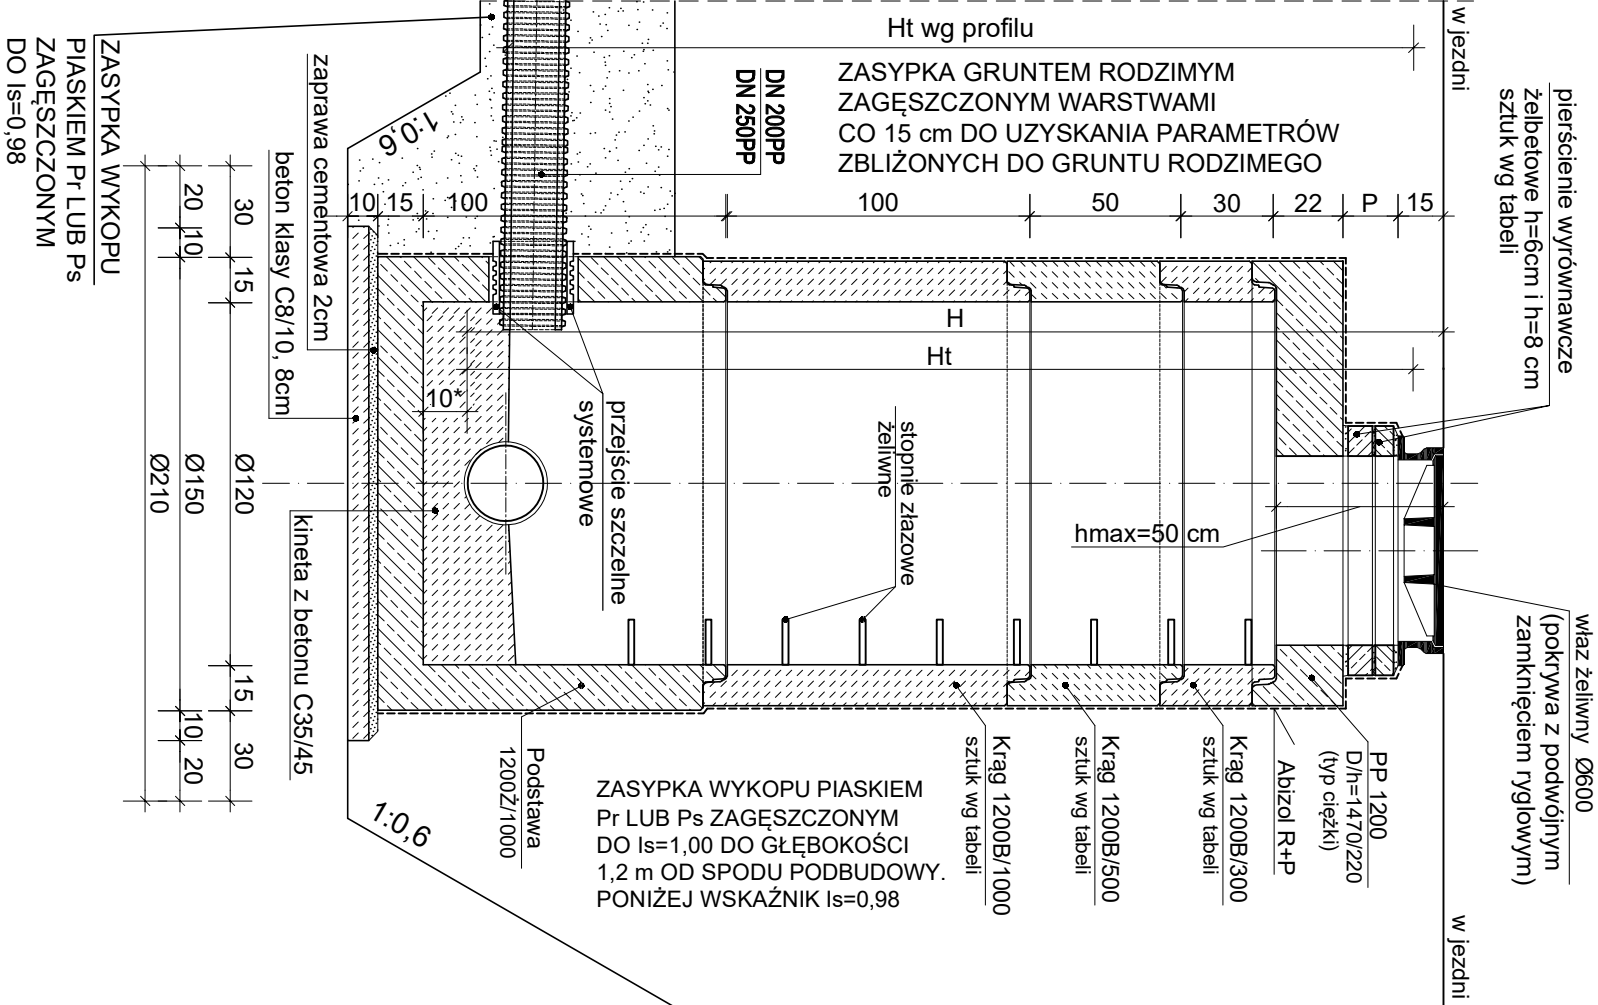 w jezdni
pierścienie wyrównawcze
żelbetowe h=6cm i h=8 cm
sztuk wg tabeli
właz żeliwny Ø600
(pokrywa z podwójnym
zamknięciem ryglowym)
w jezdni
Ht wg profilu
ZASYPKA GRUNTEM RODZIMYM
ZAGĘSZCZONYM WARSTWAMI
CO 15 cm DO UZYSKANIA PARAMETRÓW
ZBLIŻONYCH DO GRUNTU RODZIMEGO
DN 200PP
DN 250PP
10 15 100 100 50 30 22 P 15
H
Ht
10*
hmax=50 cm
przejście szczelne
systemowe
stopnie złazowe
żeliwne
PP 1200
D/h=1470/220
(typ ciężki)
Abizol R+P
Krąg 1200B/300
sztuk wg tabeli
Krąg 1200B/500
sztuk wg tabeli
Krąg 1200B/1000
sztuk wg tabeli
Podstawa
1200Ż/1000
ZASYPKA WYKOPU PIASKIEM
Pr LUB Ps ZAGĘSZCZONYM
DO Is=1,00 DO GŁĘBOKOŚCI
1,2 m OD SPODU PODBUDOWY.
PONIŻEJ WSKAŹNIK Is=0,98
1:0,6
1:0,6
zaprawa cementowa 2cm
beton klasy C8/10, 8cm
kineta z betonu C35/45
30 15 Ø120 15 30
20 10 Ø150 10 20
Ø210
ZASYPKA WYKOPU
PIASKIEM Pr LUB Ps
ZAGĘSZCZONYM
DO Is=0,98